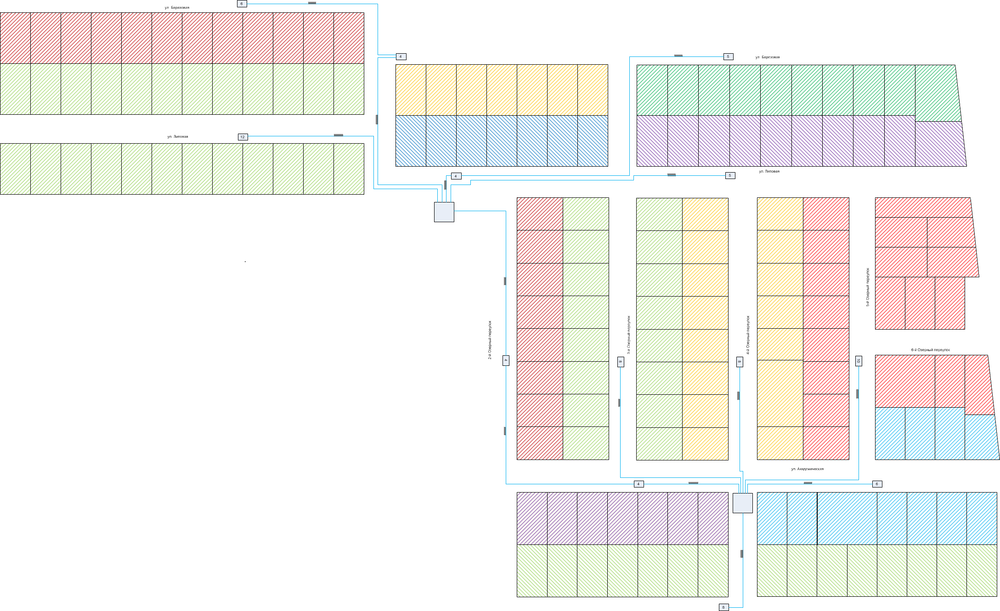 6
ул. Березовая
4
5
ул. Березовая
ул. Липовая
12
4
5
ул. Липовая
5-й Озерный переулок
2-й Озерный переулок
3-й Озерный переулок
4-й Озерный переулок
6-й Озерный переулок
4
8
8
10
ул. Академическая
4
6
8